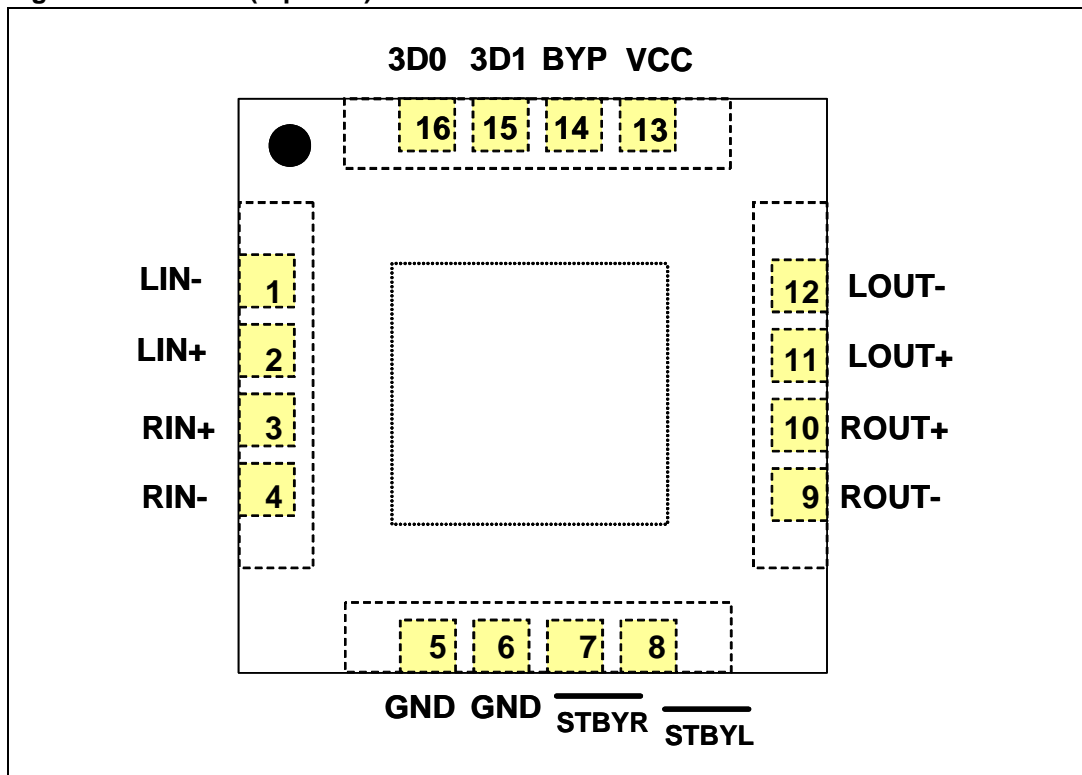 3D0 3D1 BYP VCC
16 15 14 13
LIN- 1 12 LOUT-
LIN+ 2 11 LOUT+
RIN+ 3 10 ROUT+
RIN- 4 9 ROUT-
5 6 7 8
GND GND STBYR STBYL